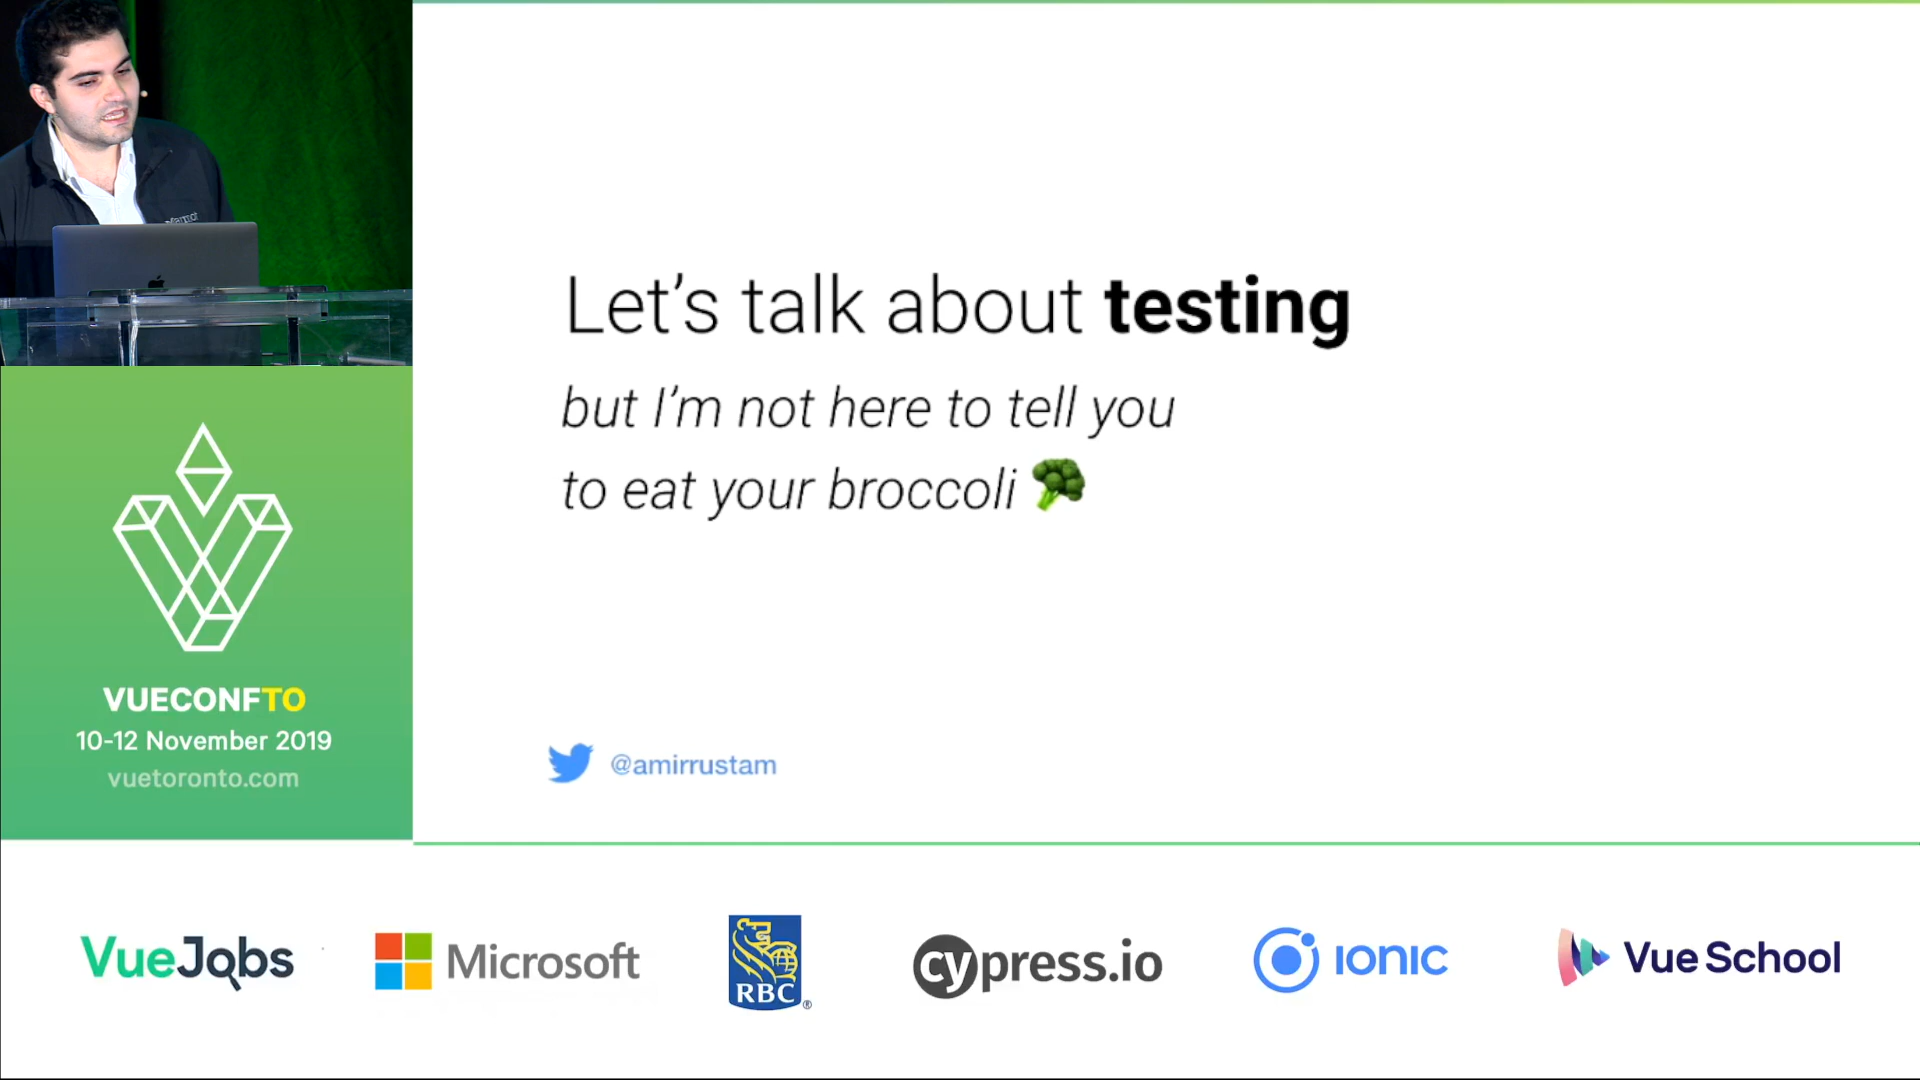 Let's talk about testing
but I'm not here to tell you
to eat your broccoli
@amirrustam
VUECONFTO
10-12 November 2019
vuetoronto.com
VueJobs
Microsoft
RBC
®
cypress.io
ionic
Vue School